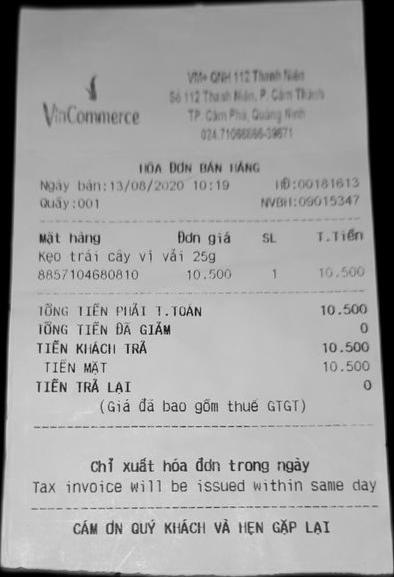 VinCommerce
VM+ QNH 112 Thanh Niên
Số 112 Thanh Niên, P. Cẩm Thành
TP. Cẩm Phả, Quảng Ninh
024.71066866-39671
HÓA ĐƠN BÁN HÀNG
Ngày bán:13/08/2020 10:19 HĐ:00181613
Quầy:001 NVBH:09015347
Mặt hàng Đơn giá SL T.Tiền
Kẹo trái cây vị vải 25g
8857104680810 10.500 1 10.500
TỔNG TIỀN PHẢI T.TOÁN 10.500
TỔNG TIỀN ĐÃ GIẢM 0
TIỀN KHÁCH TRẢ 10.500
TIỀN MẶT 10.500
TIỀN TRẢ LẠI 0
(Giá đã bao gồm thuế GTGT)
Chỉ xuất hóa đơn trong ngày
Tax invoice will be issued within same day
CẢM ƠN QUÝ KHÁCH VÀ HẸN GẶP LẠI